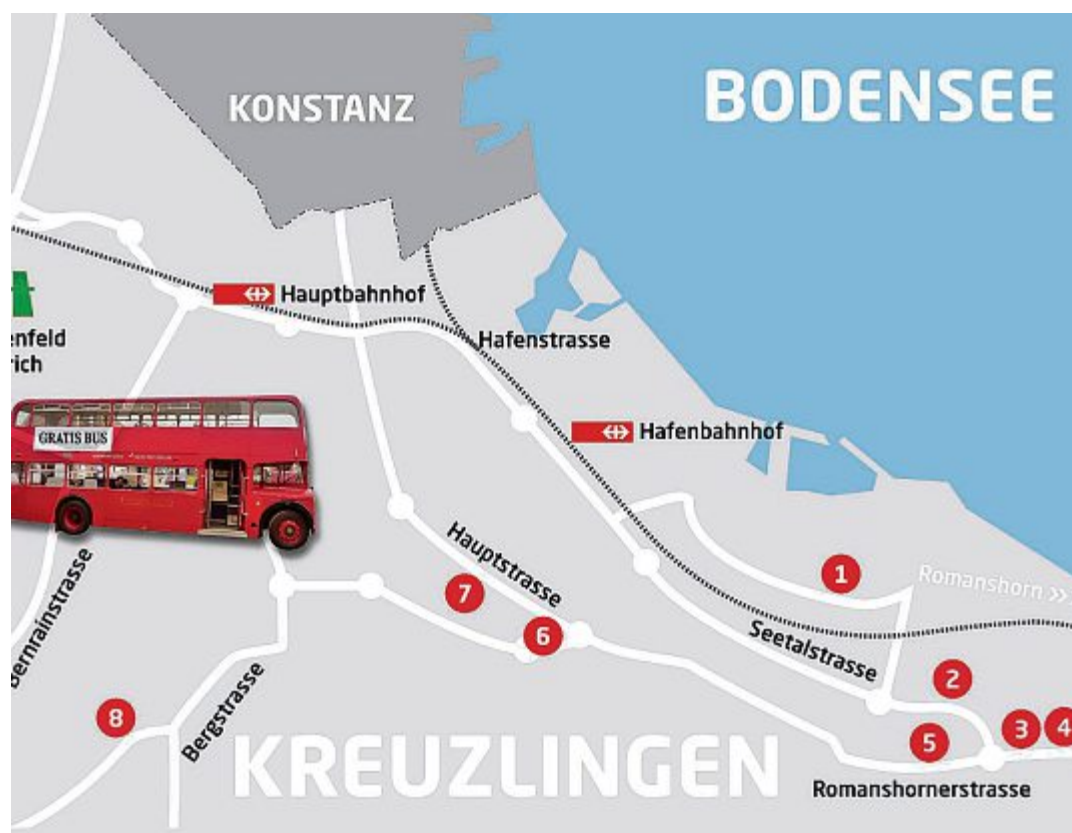 KONSTANZ
BODENSEE
Hauptbahnhof
enfeld
rich
Hafenstrasse
GRATIS BUS
Hafenbahnhof
Hauptstrasse
1
Romanshorn >>
7
6
Bernrainstrasse
Bergstrasse
Seetalstrasse
8
2
3
4
5
KREUZLINGEN
Romanshornerstrasse